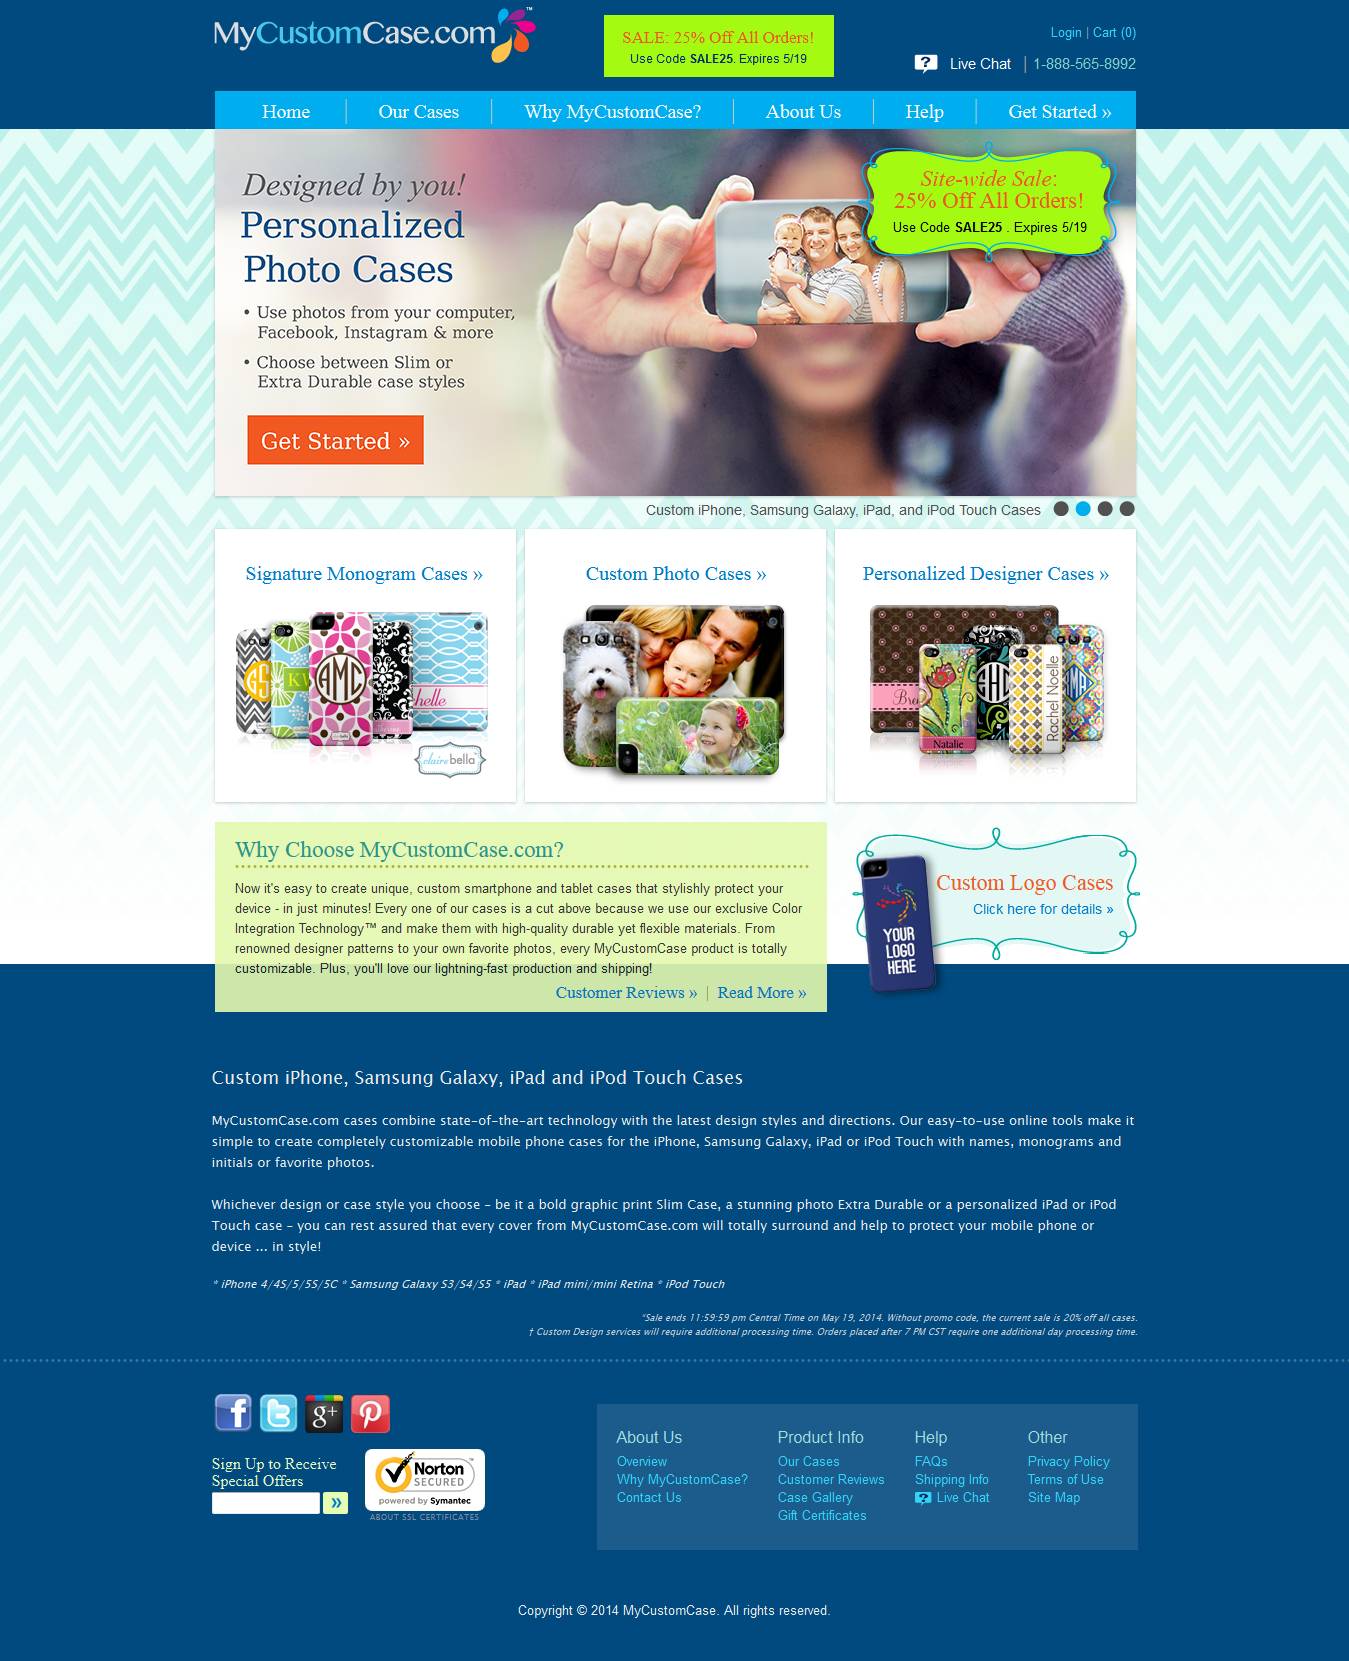 MyCustomCase.com™
SALE: 25% Off All Orders!
Use Code SALE25. Expires 5/19
Login | Cart (0)
Live Chat | 1-888-565-8992
Home
Our Cases
Why MyCustomCase?
About Us
Help
Get Started »
Designed by you!
Personalized
Photo Cases
• Use photos from your computer,
Facebook, Instagram & more
• Choose between Slim or
Extra Durable case styles
Get Started »
Site-wide Sale:
25% Off All Orders!
Use Code SALE25 . Expires 5/19
Custom iPhone, Samsung Galaxy, iPad, and iPod Touch Cases
Signature Monogram Cases »
AMC
claire bella
Custom Photo Cases »
Personalized Designer Cases »
Natalie
Rachel Noelle
Why Choose MyCustomCase.com?
Now it's easy to create unique, custom smartphone and tablet cases that stylishly protect your
device - in just minutes! Every one of our cases is a cut above because we use our exclusive Color
Integration Technology™ and make them with high-quality durable yet flexible materials. From
renowned designer patterns to your own favorite photos, every MyCustomCase product is totally
customizable. Plus, you'll love our lightning-fast production and shipping!
Customer Reviews » | Read More »
Custom Logo Cases
Click here for details »
YOUR
LOGO
HERE
Custom iPhone, Samsung Galaxy, iPad and iPod Touch Cases
MyCustomCase.com cases combine state-of-the-art technology with the latest design styles and directions. Our easy-to-use online tools make it
simple to create completely customizable mobile phone cases for the iPhone, Samsung Galaxy, iPad or iPod Touch with names, monograms and
initials or favorite photos.
Whichever design or case style you choose – be it a bold graphic print Slim Case, a stunning photo Extra Durable or a personalized iPad or iPod
Touch case – you can rest assured that every cover from MyCustomCase.com will totally surround and help to protect your mobile phone or
device ... in style!
* iPhone 4/4S/5/5S/5C * Samsung Galaxy S3/S4/S5 * iPad * iPad mini/mini Retina * iPod Touch
*Sale ends 11:59:59 pm Central Time on May 19, 2014. Without promo code, the current sale is 20% off all cases.
† Custom Design services will require additional processing time. Orders placed after 7 PM CST require one additional day processing time.
Sign Up to Receive
Special Offers
»
Norton™
SECURED
powered by Symantec
ABOUT SSL CERTIFICATES
About Us
Overview
Why MyCustomCase?
Contact Us
Product Info
Our Cases
Customer Reviews
Case Gallery
Gift Certificates
Help
FAQs
Shipping Info
Live Chat
Other
Privacy Policy
Terms of Use
Site Map
Copyright © 2014 MyCustomCase. All rights reserved.